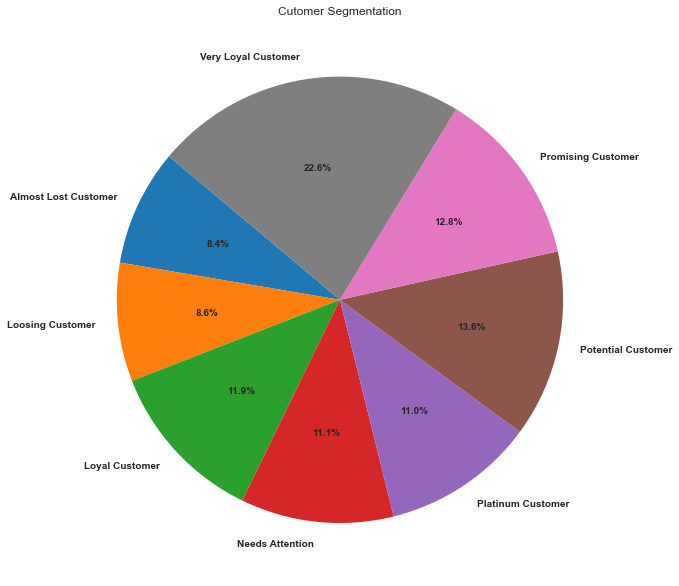 Cutomer Segmentation
Very Loyal Customer
22.6%
Promising Customer
12.8%
Almost Lost Customer
8.4%
Loosing Customer
8.6%
Potential Customer
13.6%
Loyal Customer
11.9%
Needs Attention
11.1%
Platinum Customer
11.0%